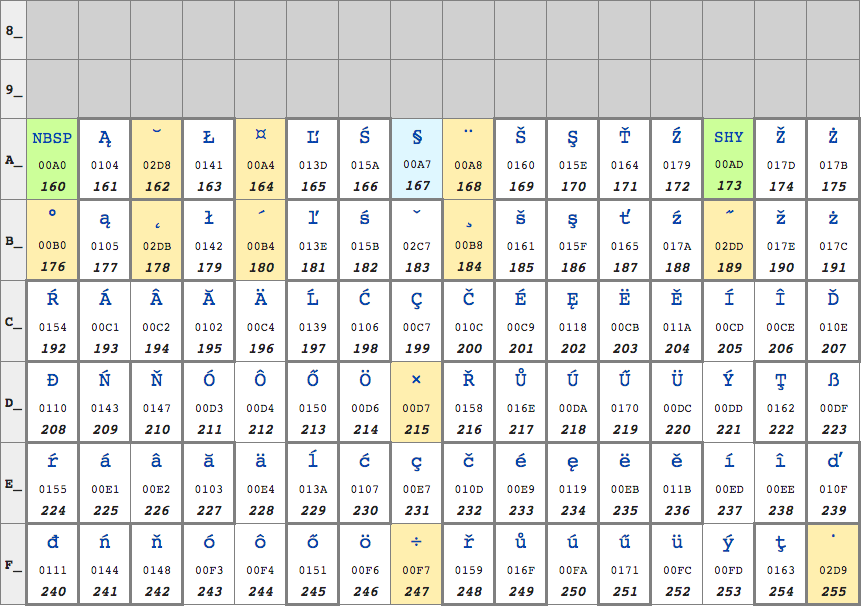 8_
9_
NBSP Ą ˘ Ł ¤ Ľ Ś § ¨ Š Ş Ť Ź SHY Ž Ż
A_ 00A0 0104 02D8 0141 00A4 013D 015A 00A7 00A8 0160 015E 0164 0179 00AD 017D 017B
160 161 162 163 164 165 166 167 168 169 170 171 172 173 174 175
° ą ˛ ł ´ ľ ś ˇ ¸ š ş ť ź ˝ ž ż
B_ 00B0 0105 02DB 0142 00B4 013E 015B 02C7 00B8 0161 015F 0165 017A 02DD 017E 017C
176 177 178 179 180 181 182 183 184 185 186 187 188 189 190 191
Ŕ Á Â Ă Ä Ĺ Ć Ç Č É Ę Ë Ě Í Î Ď
C_ 0154 00C1 00C2 0102 00C4 0139 0106 00C7 010C 00C9 0118 00CB 011A 00CD 00CE 010E
192 193 194 195 196 197 198 199 200 201 202 203 204 205 206 207
Đ Ń Ň Ó Ô Ő Ö × Ř Ů Ú Ű Ü Ý Ţ ß
D_ 0110 0143 0147 00D3 00D4 0150 00D6 00D7 0158 016E 00DA 0170 00DC 00DD 0162 00DF
208 209 210 211 212 213 214 215 216 217 218 219 220 221 222 223
ŕ á â ă ä ĺ ć ç č é ę ë ě í î ď
E_ 0155 00E1 00E2 0103 00E4 013A 0107 00E7 010D 00E9 0119 00EB 011B 00ED 00EE 010F
224 225 226 227 228 229 230 231 232 233 234 235 236 237 238 239
đ ń ň ó ô ő ö ÷ ř ů ú ű ü ý ţ ˙
F_ 0111 0144 0148 00F3 00F4 0151 00F6 00F7 0159 016F 00FA 0171 00FC 00FD 0163 02D9
240 241 242 243 244 245 246 247 248 249 250 251 252 253 254 255